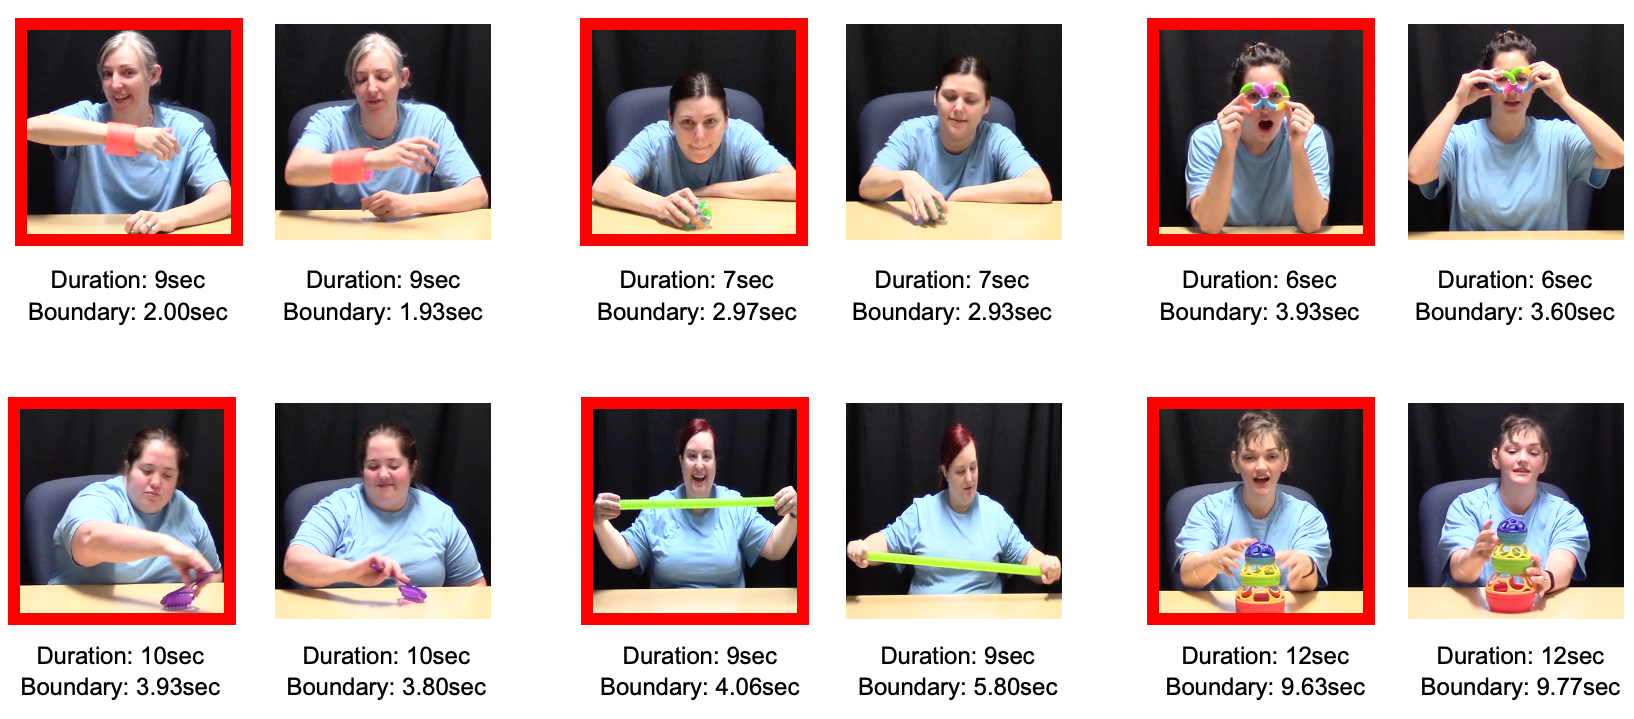 Duration: 9sec
Boundary: 2.00sec
Duration: 9sec
Boundary: 1.93sec
Duration: 7sec
Boundary: 2.97sec
Duration: 7sec
Boundary: 2.93sec
Duration: 6sec
Boundary: 3.93sec
Duration: 6sec
Boundary: 3.60sec
Duration: 10sec
Boundary: 3.93sec
Duration: 10sec
Boundary: 3.80sec
Duration: 9sec
Boundary: 4.06sec
Duration: 9sec
Boundary: 5.80sec
Duration: 12sec
Boundary: 9.63sec
Duration: 12sec
Boundary: 9.77sec